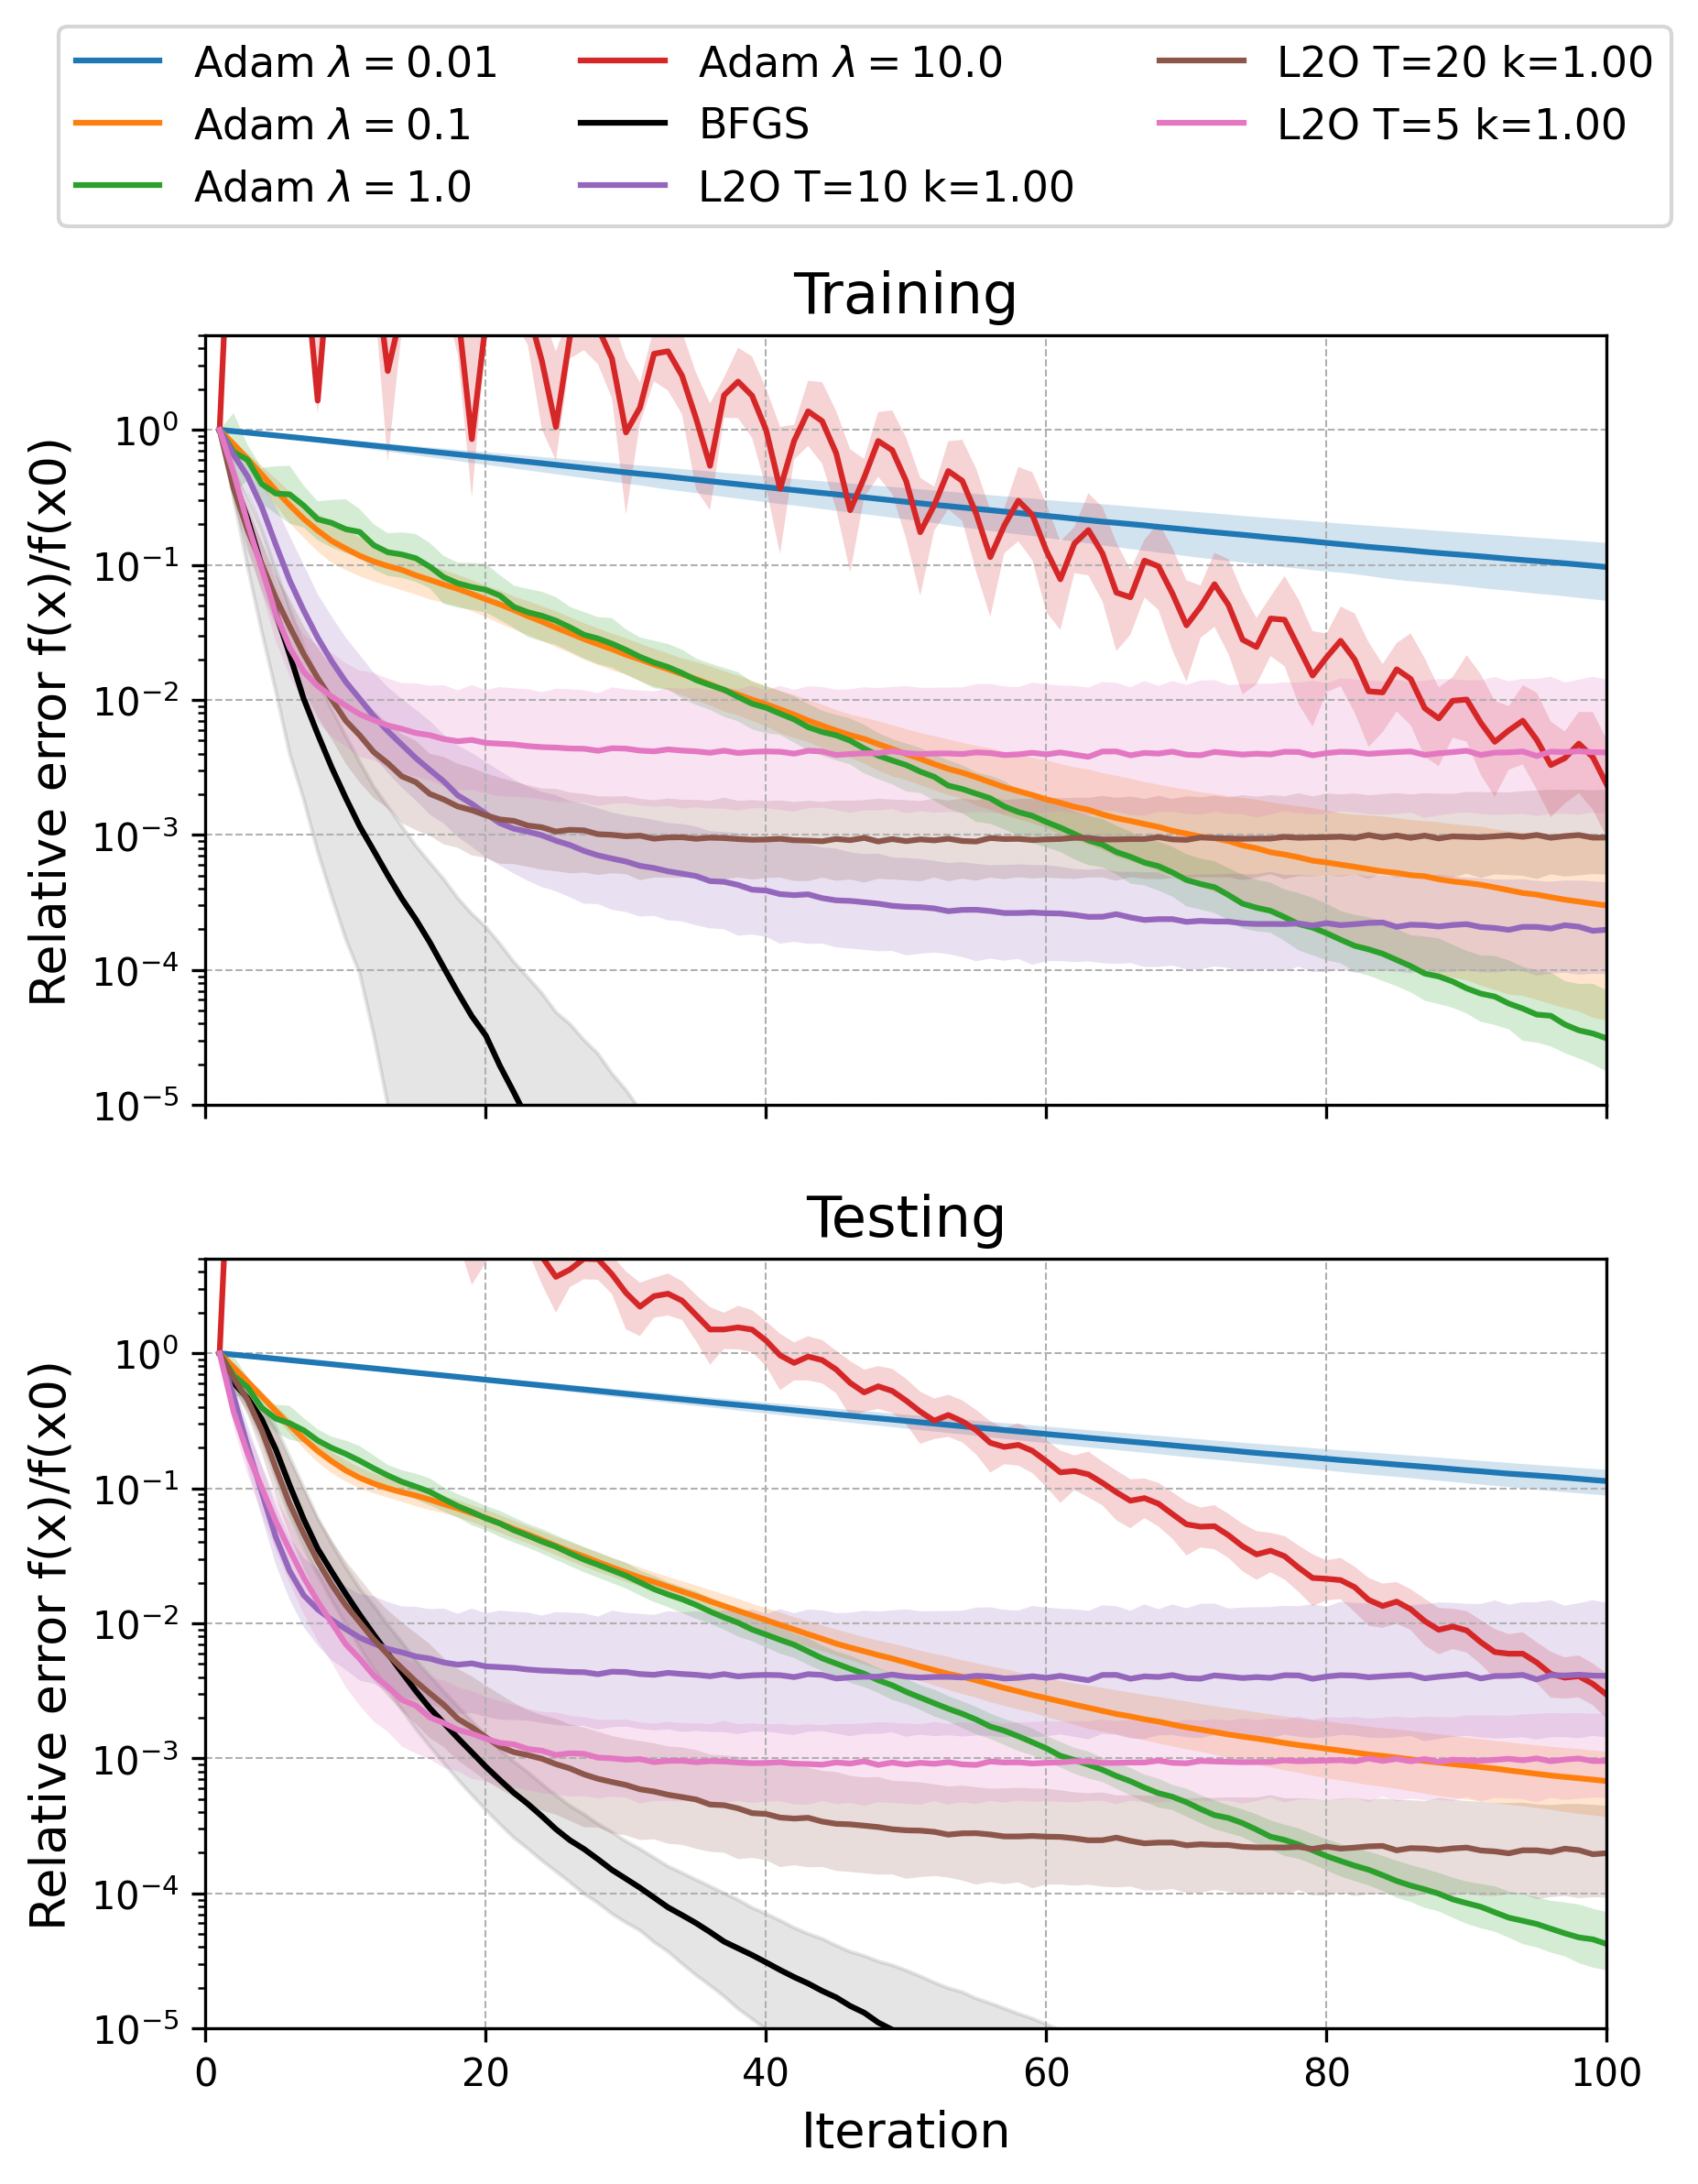 Adam λ = 0.01
Adam λ = 0.1
Adam λ = 1.0
Adam λ = 10.0
BFGS
L2O T=10 k=1.00
L2O T=20 k=1.00
L2O T=5 k=1.00
Training
Relative error f(x)/f(x0)
10⁰
10⁻¹
10⁻²
10⁻³
10⁻⁴
10⁻⁵
Testing
Relative error f(x)/f(x0)
10⁰
10⁻¹
10⁻²
10⁻³
10⁻⁴
10⁻⁵
0 20 40 60 80 100
Iteration